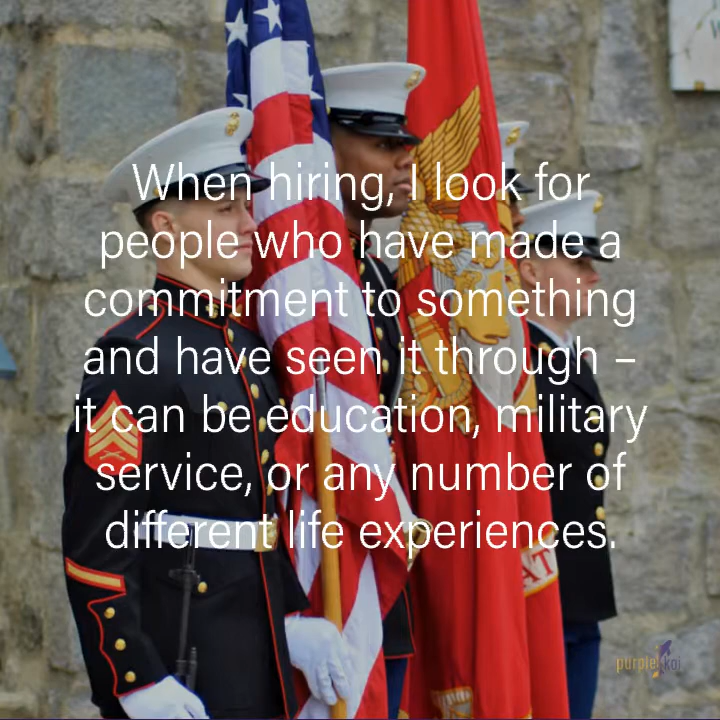 When hiring, I look for
people who have made a
commitment to something
and have seen it through –
it can be education, military
service, or any number of
different life experiences.
AT
purple koi